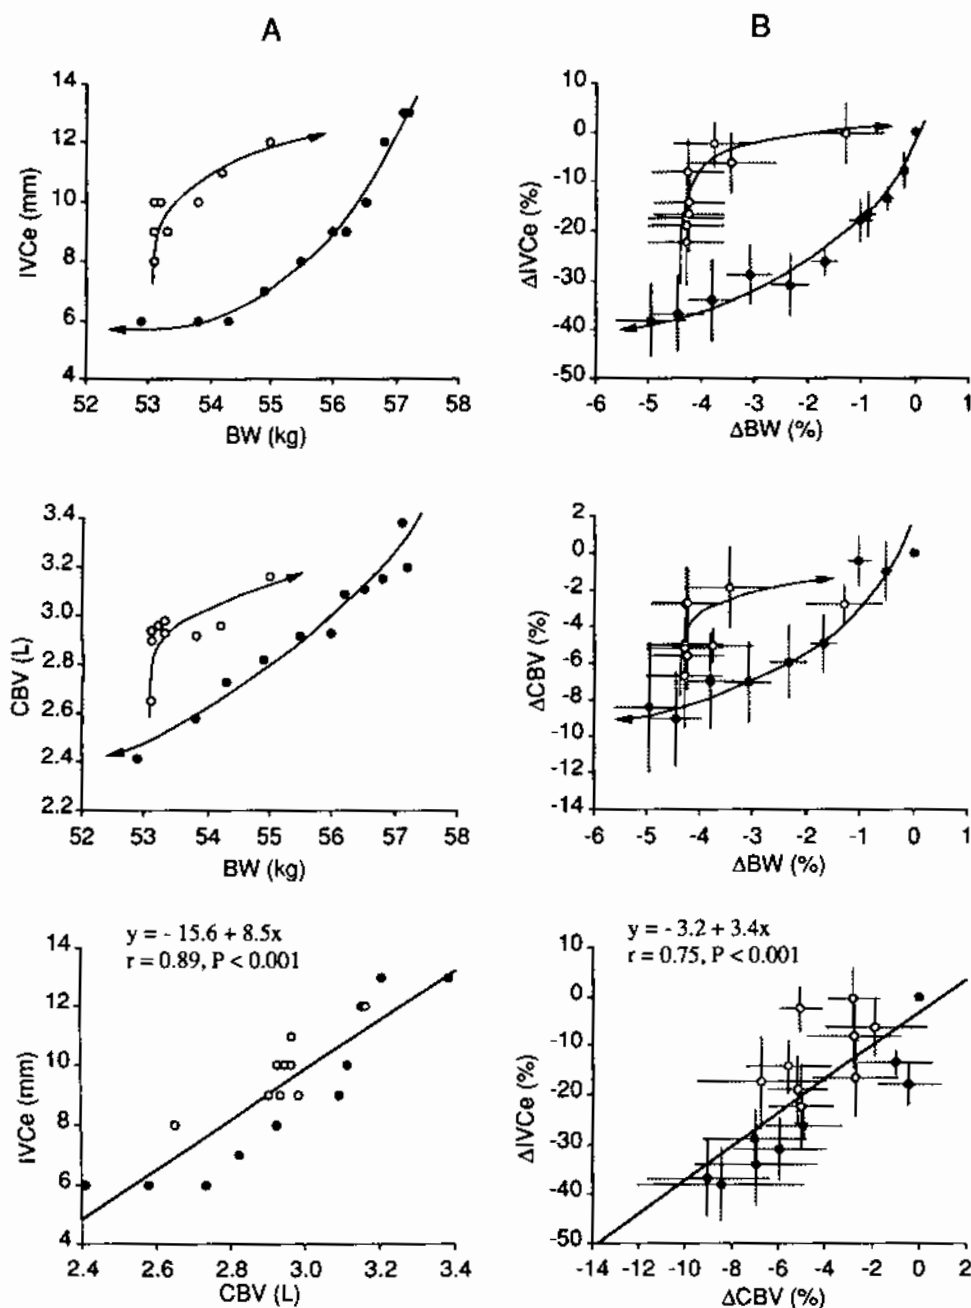 A
B
14
12
10
8
6
4
IVCe (mm)
52 53 54 55 56 57 58
BW (kg)
10
0
-10
-20
-30
-40
-50
ΔIVCe (%)
-6 -5 -4 -3 -2 -1 0 1
ΔBW (%)
3.4
3.2
3.0
2.8
2.6
2.4
2.2
CBV (L)
52 53 54 55 56 57 58
BW (kg)
2
0
-2
-4
-6
-8
-10
-12
-14
ΔCBV (%)
-6 -5 -4 -3 -2 -1 0 1
ΔBW (%)
y = - 15.6 + 8.5x
r = 0.89, P < 0.001
14
12
10
8
6
4
IVCe (mm)
2.4 2.6 2.8 3.0 3.2 3.4
CBV (L)
y = - 3.2 + 3.4x
r = 0.75, P < 0.001
10
0
-10
-20
-30
-40
-50
ΔIVCe (%)
-14 -12 -10 -8 -6 -4 -2 0 2
ΔCBV (%)